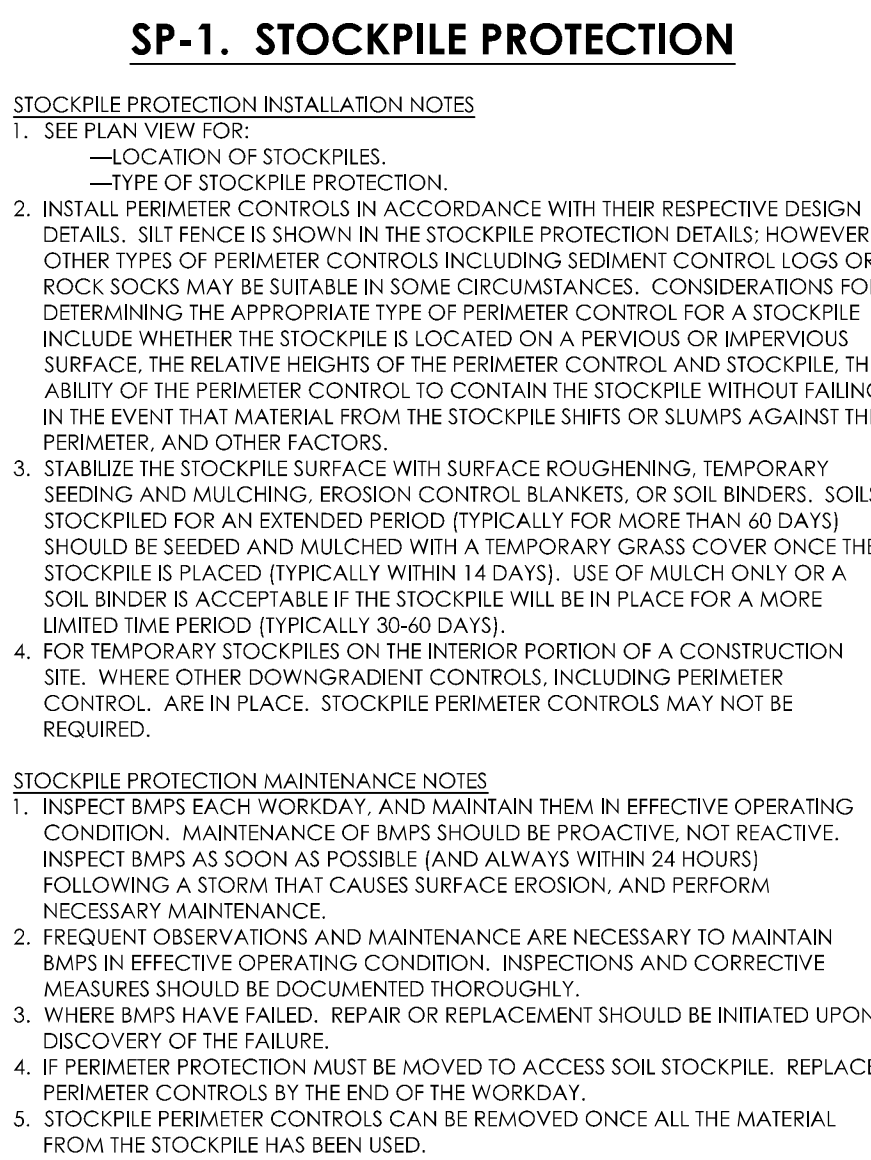 SP-1. STOCKPILE PROTECTION
STOCKPILE PROTECTION INSTALLATION NOTES
1. SEE PLAN VIEW FOR:
—LOCATION OF STOCKPILES.
—TYPE OF STOCKPILE PROTECTION.
2. INSTALL PERIMETER CONTROLS IN ACCORDANCE WITH THEIR RESPECTIVE DESIGN
DETAILS. SILT FENCE IS SHOWN IN THE STOCKPILE PROTECTION DETAILS; HOWEVER
OTHER TYPES OF PERIMETER CONTROLS INCLUDING SEDIMENT CONTROL LOGS OR
ROCK SOCKS MAY BE SUITABLE IN SOME CIRCUMSTANCES. CONSIDERATIONS FOR
DETERMINING THE APPROPRIATE TYPE OF PERIMETER CONTROL FOR A STOCKPILE
INCLUDE WHETHER THE STOCKPILE IS LOCATED ON A PERVIOUS OR IMPERVIOUS
SURFACE, THE RELATIVE HEIGHTS OF THE PERIMETER CONTROL AND STOCKPILE, TH
ABILITY OF THE PERIMETER CONTROL TO CONTAIN THE STOCKPILE WITHOUT FAILING
IN THE EVENT THAT MATERIAL FROM THE STOCKPILE SHIFTS OR SLUMPS AGAINST THE
PERIMETER, AND OTHER FACTORS.
3. STABILIZE THE STOCKPILE SURFACE WITH SURFACE ROUGHENING, TEMPORARY
SEEDING AND MULCHING, EROSION CONTROL BLANKETS, OR SOIL BINDERS. SOILS
STOCKPILED FOR AN EXTENDED PERIOD (TYPICALLY FOR MORE THAN 60 DAYS)
SHOULD BE SEEDED AND MULCHED WITH A TEMPORARY GRASS COVER ONCE THE
STOCKPILE IS PLACED (TYPICALLY WITHIN 14 DAYS). USE OF MULCH ONLY OR A
SOIL BINDER IS ACCEPTABLE IF THE STOCKPILE WILL BE IN PLACE FOR A MORE
LIMITED TIME PERIOD (TYPICALLY 30-60 DAYS).
4. FOR TEMPORARY STOCKPILES ON THE INTERIOR PORTION OF A CONSTRUCTION
SITE. WHERE OTHER DOWNGRADIENT CONTROLS, INCLUDING PERIMETER
CONTROL. ARE IN PLACE. STOCKPILE PERIMETER CONTROLS MAY NOT BE
REQUIRED.
STOCKPILE PROTECTION MAINTENANCE NOTES
1. INSPECT BMPS EACH WORKDAY, AND MAINTAIN THEM IN EFFECTIVE OPERATING
CONDITION. MAINTENANCE OF BMPS SHOULD BE PROACTIVE, NOT REACTIVE.
INSPECT BMPS AS SOON AS POSSIBLE (AND ALWAYS WITHIN 24 HOURS)
FOLLOWING A STORM THAT CAUSES SURFACE EROSION, AND PERFORM
NECESSARY MAINTENANCE.
2. FREQUENT OBSERVATIONS AND MAINTENANCE ARE NECESSARY TO MAINTAIN
BMPS IN EFFECTIVE OPERATING CONDITION. INSPECTIONS AND CORRECTIVE
MEASURES SHOULD BE DOCUMENTED THOROUGHLY.
3. WHERE BMPS HAVE FAILED. REPAIR OR REPLACEMENT SHOULD BE INITIATED UPON
DISCOVERY OF THE FAILURE.
4. IF PERIMETER PROTECTION MUST BE MOVED TO ACCESS SOIL STOCKPILE. REPLACE
PERIMETER CONTROLS BY THE END OF THE WORKDAY.
5. STOCKPILE PERIMETER CONTROLS CAN BE REMOVED ONCE ALL THE MATERIAL
FROM THE STOCKPILE HAS BEEN USED.